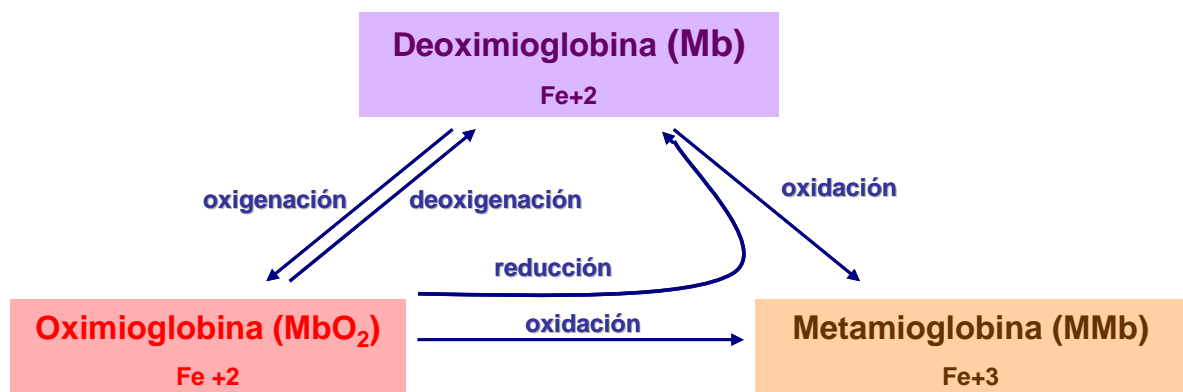 Deoximioglobina (Mb)
Fe+2
oxigenación
deoxigenación
oxidación
reducción
oxidación
Oximioglobina (MbO₂)
Fe +2
Metamioglobina (MMb)
Fe+3